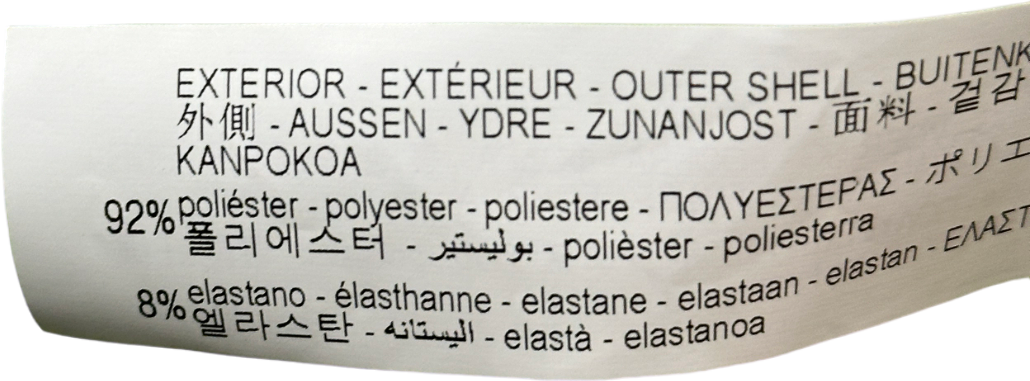 EXTERIOR - EXTÉRIEUR - OUTER SHELL - BUITENK
外側 - AUSSEN - YDRE - ZUNANJOST - 面料 - 겉감
KANPOKOA
92% poliéster - polyester - poliestere - ΠΟΛΥΕΣΤΕΡΑΣ - ポリエ
폴리에스터 - بوليستير - polièster - poliesterra
8% elastano - élasthanne - elastane - elastaan - elastan - ΕΛΑΣΤ
엘라스탄 - اليستانه - elastà - elastanoa